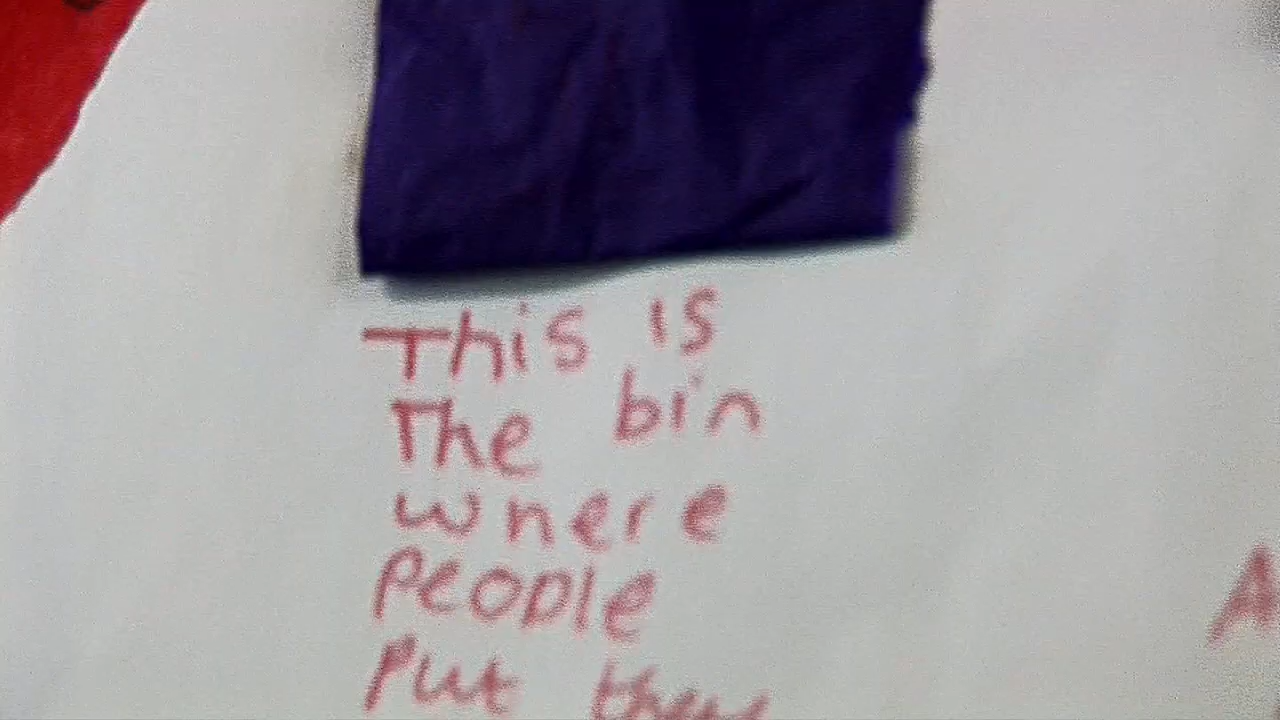 This is
The bin
where
people
put
A